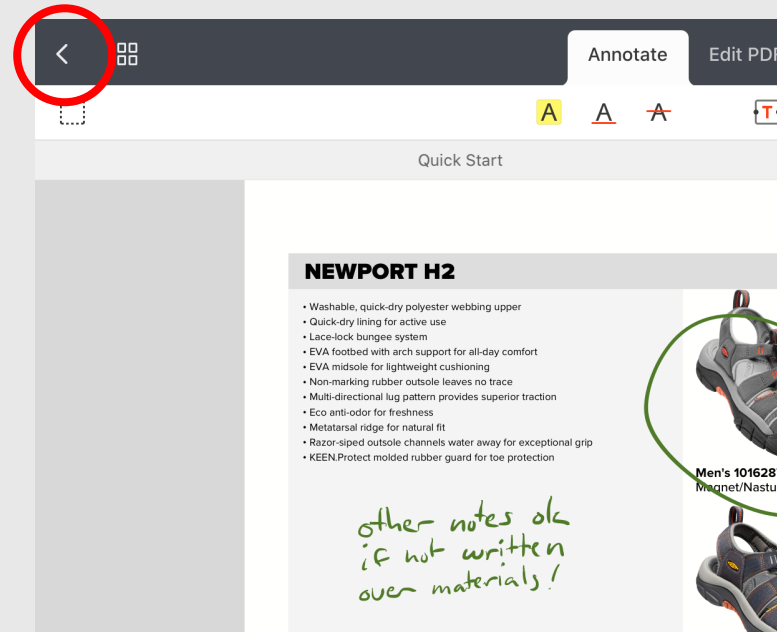 Annotate Edit PDF
A A A T
Quick Start
NEWPORT H2
• Washable, quick-dry polyester webbing upper
• Quick-dry lining for active use
• Lace-lock bungee system
• EVA footbed with arch support for all-day comfort
• EVA midsole for lightweight cushioning
• Non-marking rubber outsole leaves no trace
• Multi-directional lug pattern provides superior traction
• Eco anti-odor for freshness
• Metatarsal ridge for natural fit
• Razor-siped outsole channels water away for exceptional grip
• KEEN.Protect molded rubber guard for toe protection
Men's 101628
Magnet/Nastu
other notes ok
if not written
over materials!